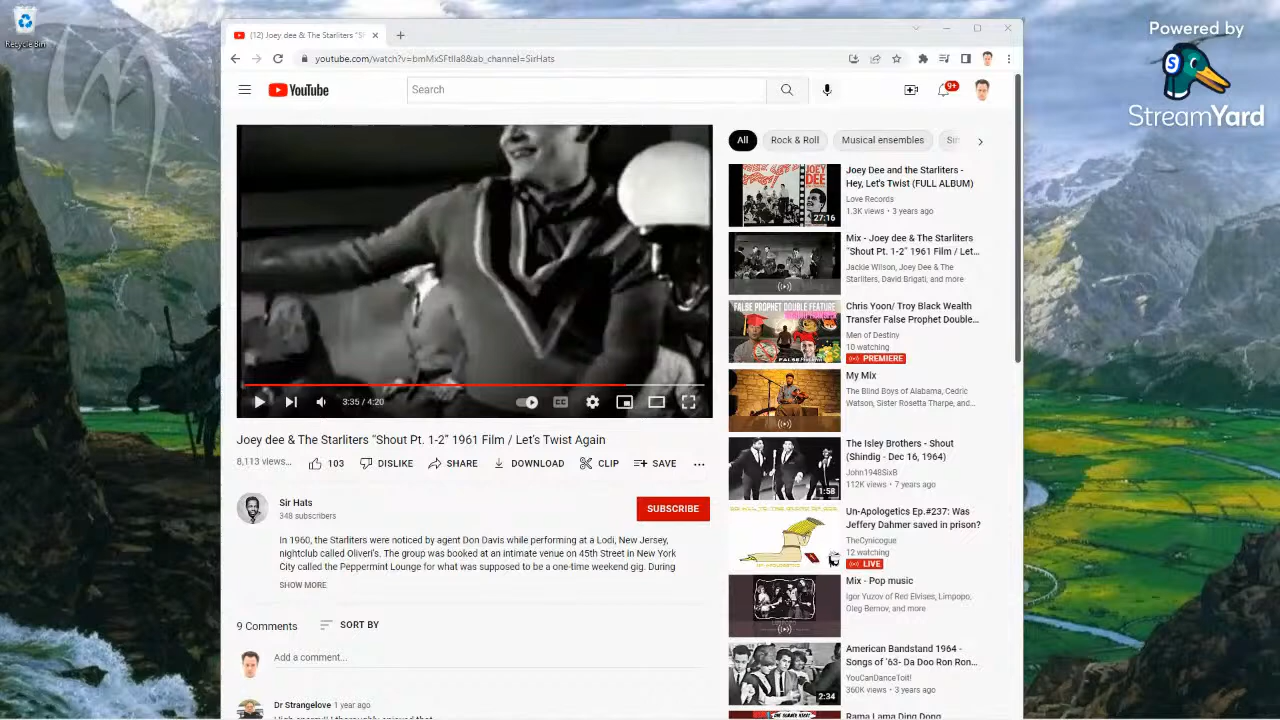 Recycle Bin
(12) Joey dee & The Starliters "Sh
youtube.com/watch?v=bmMxSFtIIa8&ab_channel=SirHats
YouTube
Search
9+
Powered by
StreamYard
3:35 / 4:20
Joey dee & The Starliters "Shout Pt. 1-2" 1961 Film / Let's Twist Again
8,113 views...
103
DISLIKE
SHARE
DOWNLOAD
CLIP
SAVE
Sir Hats
348 subscribers
SUBSCRIBE
In 1960, the Starliters were noticed by agent Don Davis while performing at a Lodi, New Jersey,
nightclub called Oliveri's. The group was booked at an intimate venue on 45th Street in New York
City called the Peppermint Lounge for what was supposed to be a one-time weekend gig. During
SHOW MORE
9 Comments
SORT BY
Add a comment...
Dr Strangelove 1 year ago
All
Rock & Roll
Musical ensembles
Joey Dee and the Starliters -
Hey, Let's Twist (FULL ALBUM)
Love Records
1.3K views • 3 years ago
JOEY
DEE
27:16
Mix - Joey dee & The Starliters
"Shout Pt. 1-2" 1961 Film / Let...
Jackie Wilson, Joey Dee & The
Starliters, David Brigati, and more
FALSE PROPHET DOUBLE FEATURE
Chris Yoon/ Troy Black Wealth
Transfer False Prophet Double...
Men of Destiny
10 watching
PREMIERE
My Mix
The Blind Boys of Alabama, Cedric
Watson, Sister Rosetta Tharpe, and...
The Isley Brothers - Shout
(Shindig - Dec 16, 1964)
John1948SixB
112K views • 7 years ago
1:58
Un-Apologetics Ep.#237: Was
Jeffery Dahmer saved in prison?
TheCynicogue
12 watching
LIVE
Mix - Pop music
Igor Yuzov of Red Elvises, Limpopo,
Oleg Bernov, and more
American Bandstand 1964 -
Songs of '63- Da Doo Ron Ron...
YouCanDanceToIt!
360K views • 3 years ago
2:34
Rama Lama Ding Dong